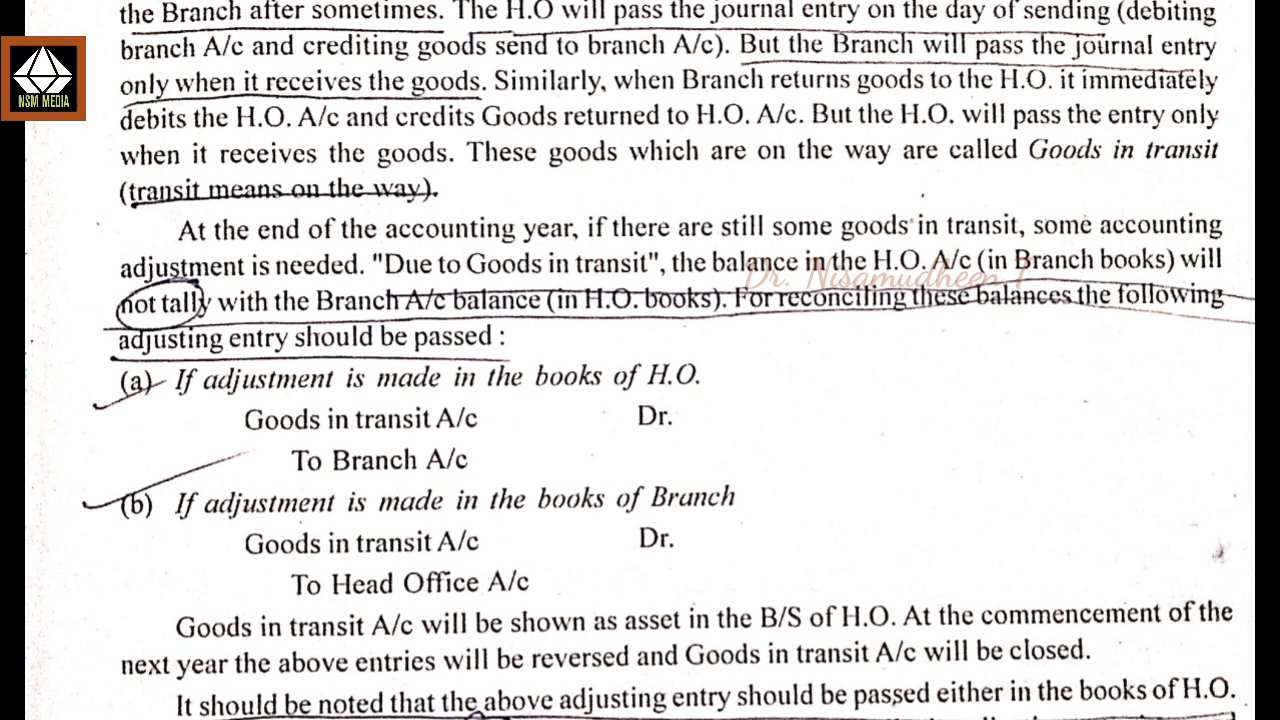 the Branch after sometimes. The H.O will pass the journal entry on the day of sending (debiting
branch A/c and crediting goods send to branch A/c). But the Branch will pass the journal entry
only when it receives the goods. Similarly, when Branch returns goods to the H.O. it immediately
NSM MEDIA
debits the H.O. A/c and credits Goods returned to H.O. A/c. But the H.O. will pass the entry only
when it receives the goods. These goods which are on the way are called Goods in transit
(transit means on the way).
At the end of the accounting year, if there are still some goods in transit, some accounting
adjustment is needed. "Due to Goods in transit", the balance in the H.O. A/c (in Branch books) will
Dr. Nisamudheen T
not tally with the Branch A/c balance (in H.O. books). For reconciling these balances the following
adjusting entry should be passed :
(a) If adjustment is made in the books of H.O.
Goods in transit A/c Dr.
To Branch A/c
(b) If adjustment is made in the books of Branch
Goods in transit A/c Dr.
To Head Office A/c
Goods in transit A/c will be shown as asset in the B/S of H.O. At the commencement of the
next year the above entries will be reversed and Goods in transit A/c will be closed.
It should be noted that the above adjusting entry should be passed either in the books of H.O.